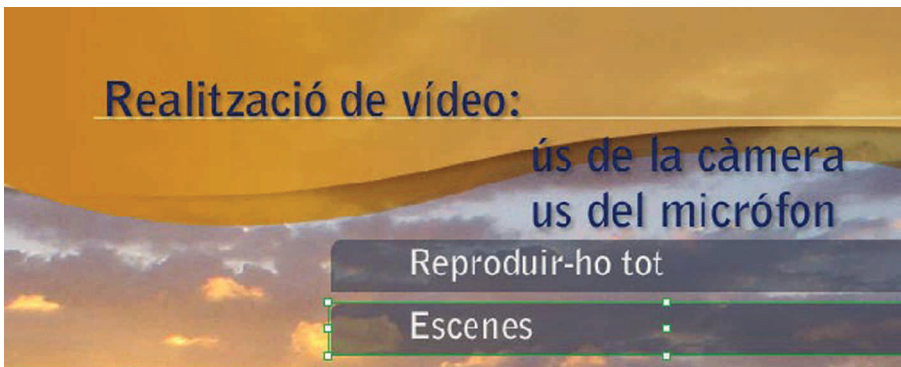 Realització de vídeo:
ús de la càmera
us del micrófon
Reproduir-ho tot
Escenes